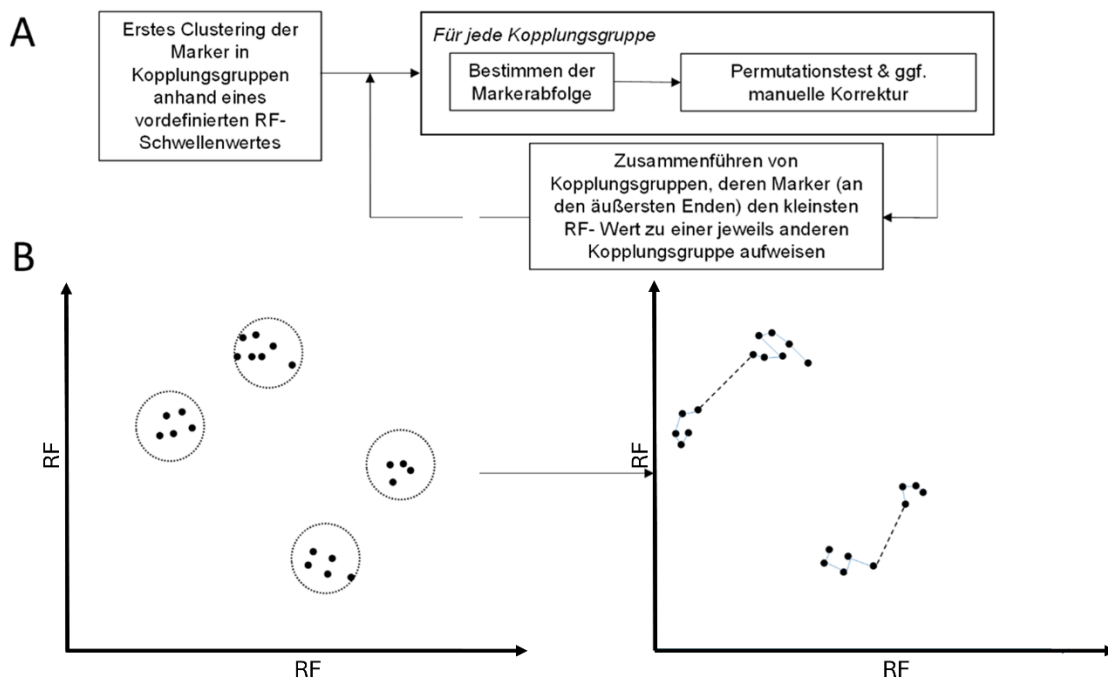 A
Erstes Clustering der
Marker in
Kopplungsgruppen
anhand eines
vordefinierten RF-
Schwellenwertes
Für jede Kopplungsgruppe
Bestimmen der
Markerabfolge
Permutationstest & ggf.
manuelle Korrektur
Zusammenführen von
Kopplungsgruppen, deren Marker (an
den äußersten Enden) den kleinsten
RF- Wert zu einer jeweils anderen
Kopplungsgruppe aufweisen
B
RF
RF
RF
RF